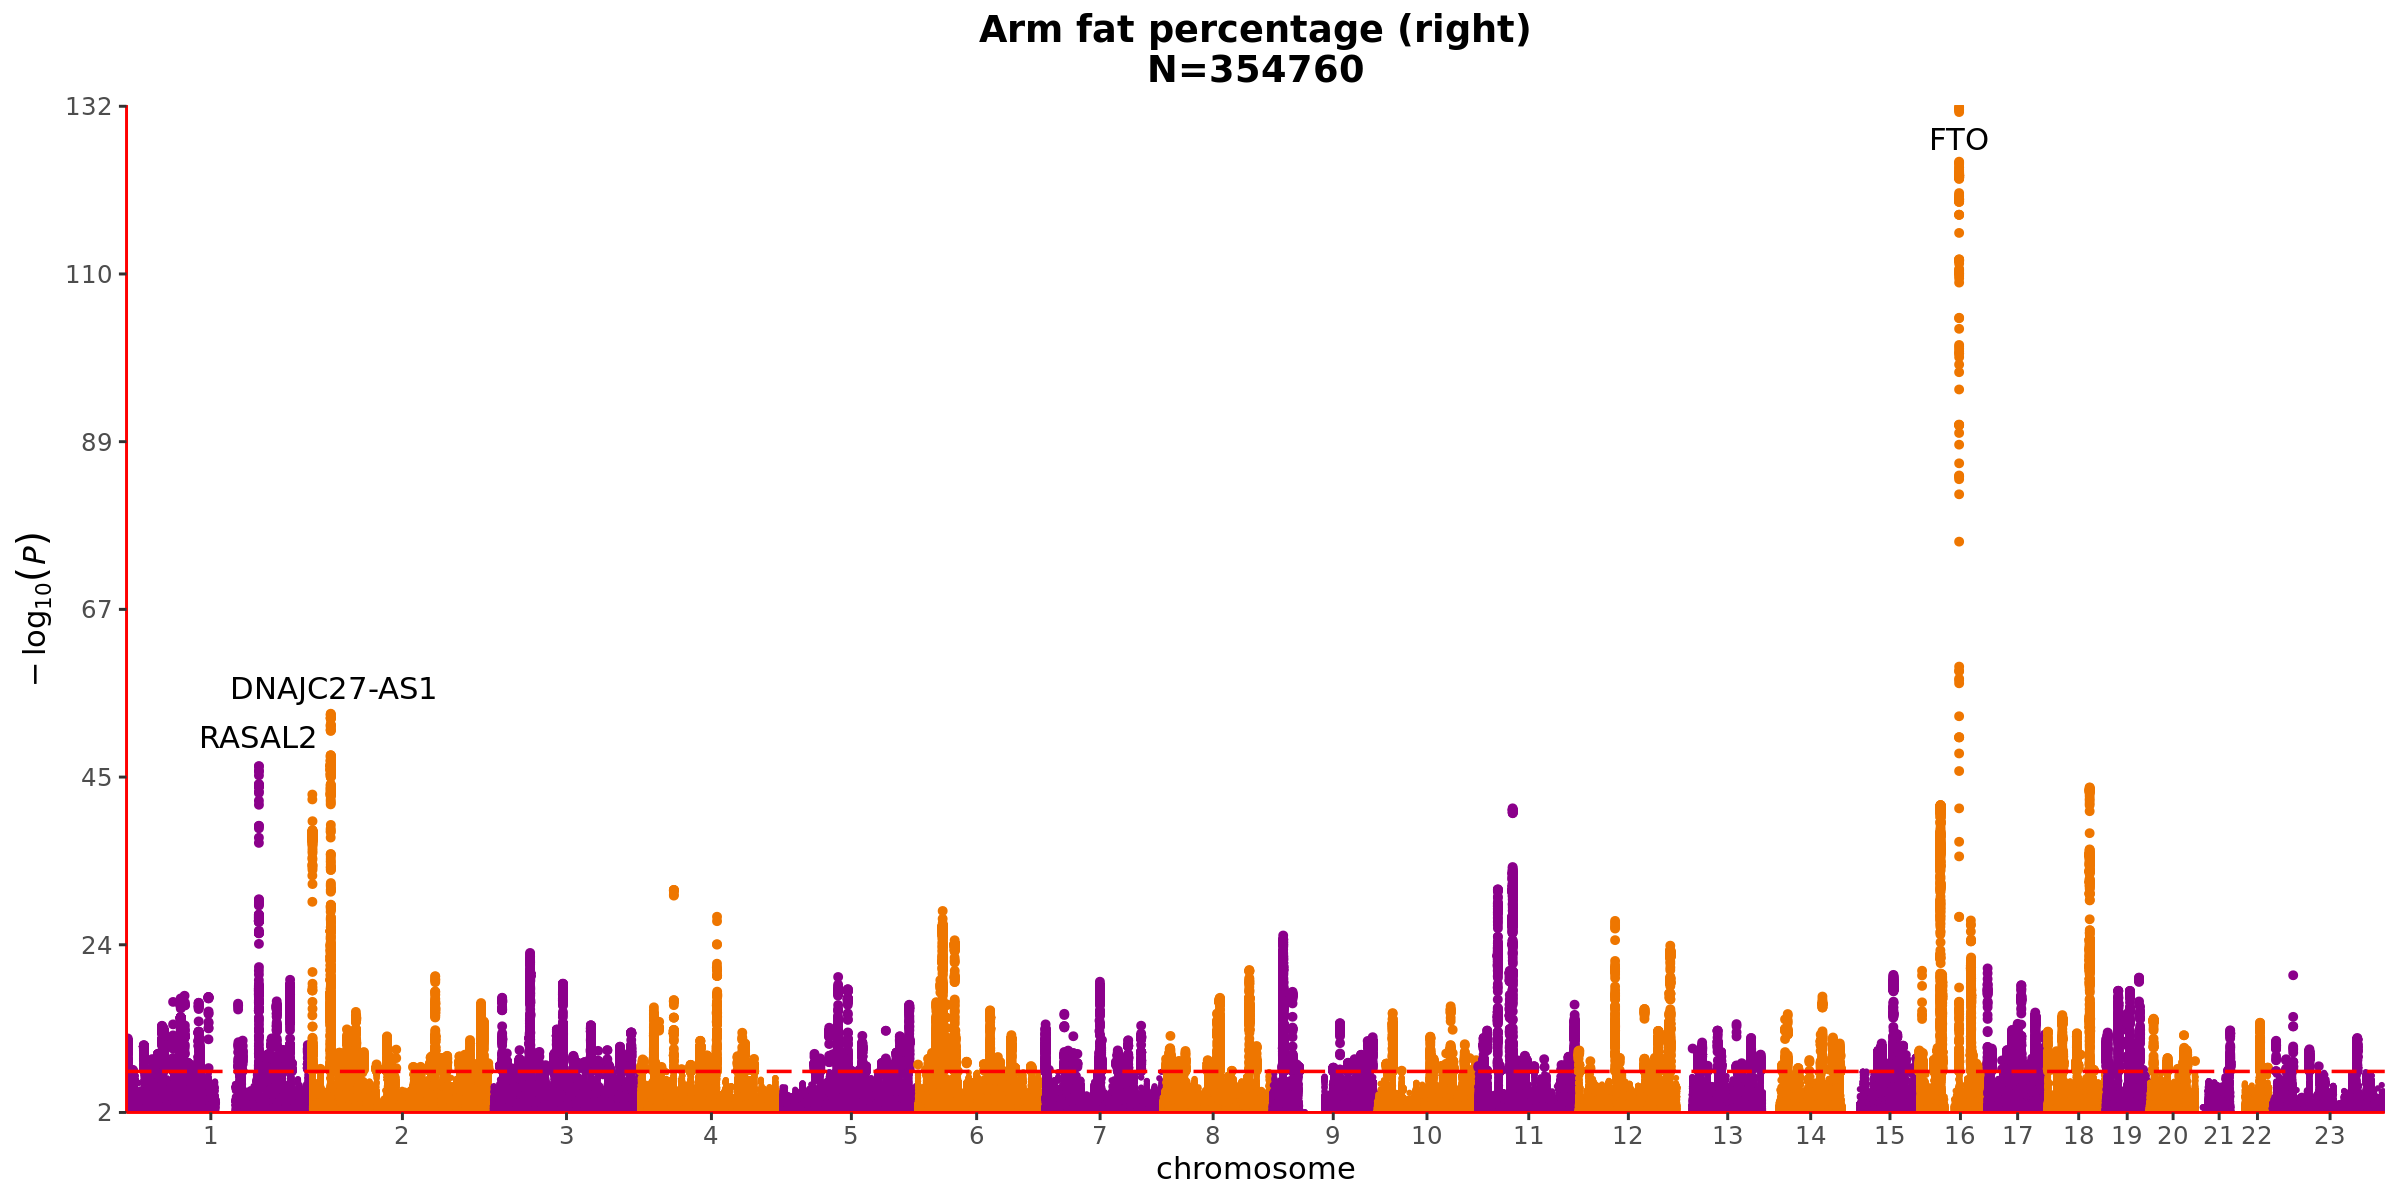 Arm fat percentage (right)
N=354760
132
FTO
110
89
67
DNAJC27-AS1
RASAL2
45
24
2
−log10(P)
1 2 3 4 5 6 7 8 9 10 11 12 13 14 15 16 17 18 19 20 21 22 23
chromosome